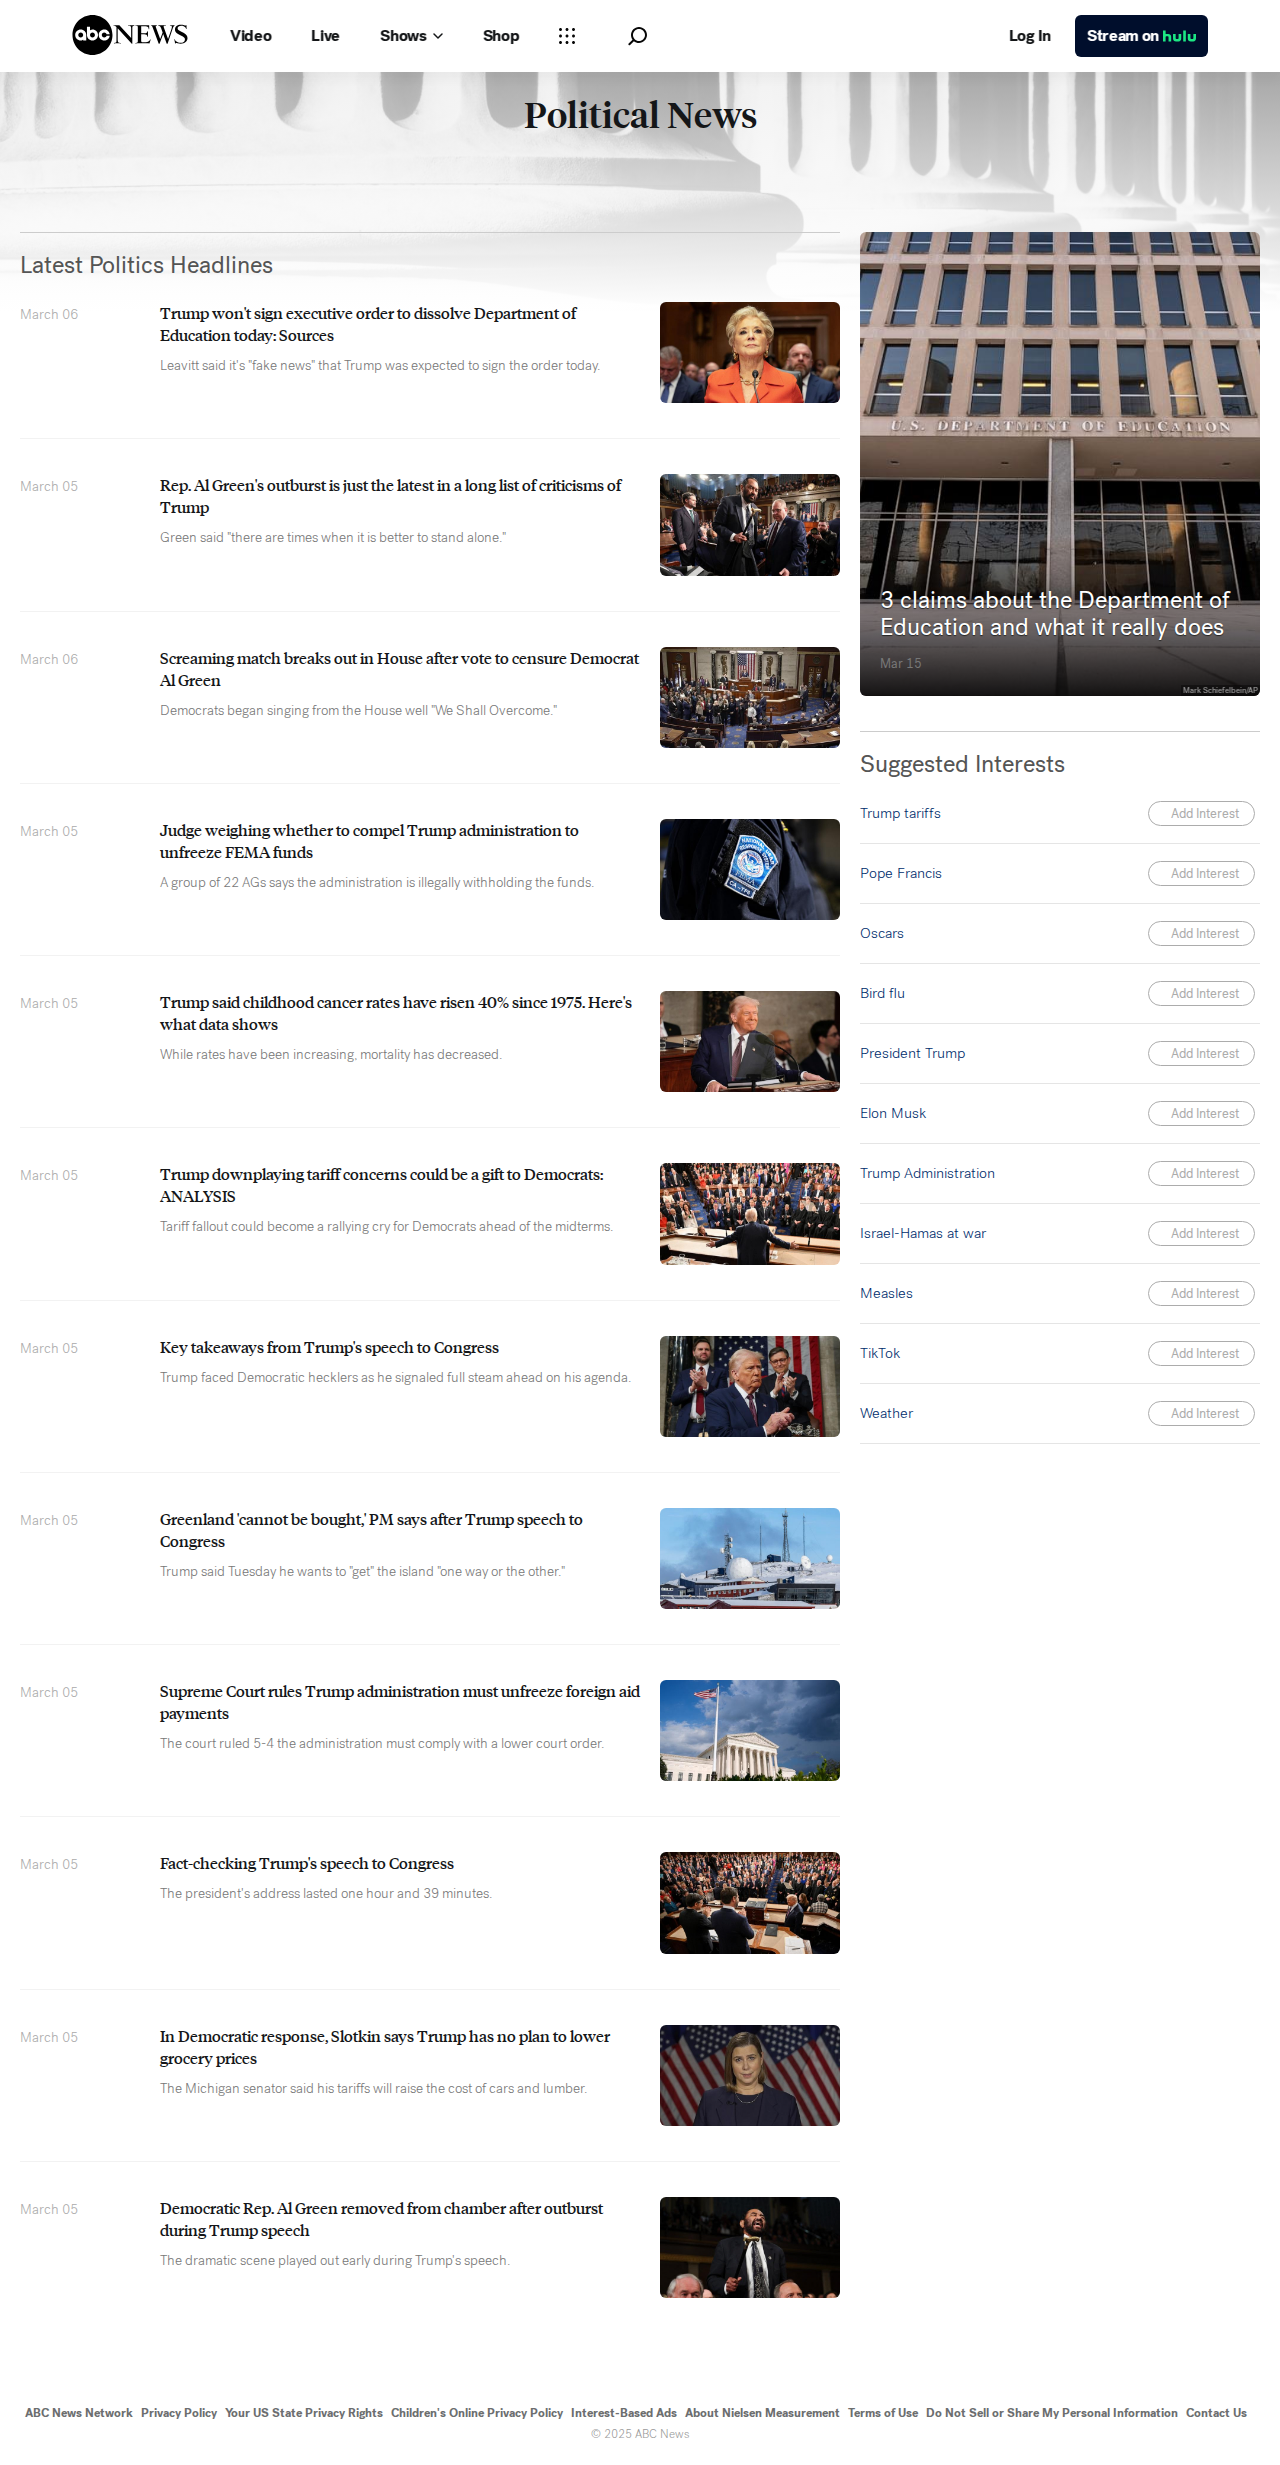 abc NEWS Video Live Shows Shop Log In Stream on hulu
Political News
Latest Politics Headlines
March 06
Trump won't sign executive order to dissolve Department of
Education today: Sources
Leavitt said it's "fake news" that Trump was expected to sign the order today.
March 05
Rep. Al Green's outburst is just the latest in a long list of criticisms of
Trump
Green said "there are times when it is better to stand alone."
March 06
Screaming match breaks out in House after vote to censure Democrat
Al Green
Democrats began singing from the House well "We Shall Overcome."
March 05
Judge weighing whether to compel Trump administration to
unfreeze FEMA funds
A group of 22 AGs says the administration is illegally withholding the funds.
March 05
Trump said childhood cancer rates have risen 40% since 1975. Here's
what data shows
While rates have been increasing, mortality has decreased.
March 05
Trump downplaying tariff concerns could be a gift to Democrats:
ANALYSIS
Tariff fallout could become a rallying cry for Democrats ahead of the midterms.
March 05
Key takeaways from Trump's speech to Congress
Trump faced Democratic hecklers as he signaled full steam ahead on his agenda.
March 05
Greenland 'cannot be bought,' PM says after Trump speech to
Congress
Trump said Tuesday he wants to "get" the island "one way or the other."
March 05
Supreme Court rules Trump administration must unfreeze foreign aid
payments
The court ruled 5-4 the administration must comply with a lower court order.
March 05
Fact-checking Trump's speech to Congress
The president's address lasted one hour and 39 minutes.
March 05
In Democratic response, Slotkin says Trump has no plan to lower
grocery prices
The Michigan senator said his tariffs will raise the cost of cars and lumber.
March 05
Democratic Rep. Al Green removed from chamber after outburst
during Trump speech
The dramatic scene played out early during Trump's speech.
U.S. DEPARTMENT OF EDUCATION
3 claims about the Department of
Education and what it really does
Mar 15
Mark Schiefelbein/AP
Suggested Interests
Trump tariffs Add Interest
Pope Francis Add Interest
Oscars Add Interest
Bird flu Add Interest
President Trump Add Interest
Elon Musk Add Interest
Trump Administration Add Interest
Israel-Hamas at war Add Interest
Measles Add Interest
TikTok Add Interest
Weather Add Interest
ABC News Network Privacy Policy Your US State Privacy Rights Children's Online Privacy Policy Interest-Based Ads About Nielsen Measurement Terms of Use Do Not Sell or Share My Personal Information Contact Us
© 2025 ABC News